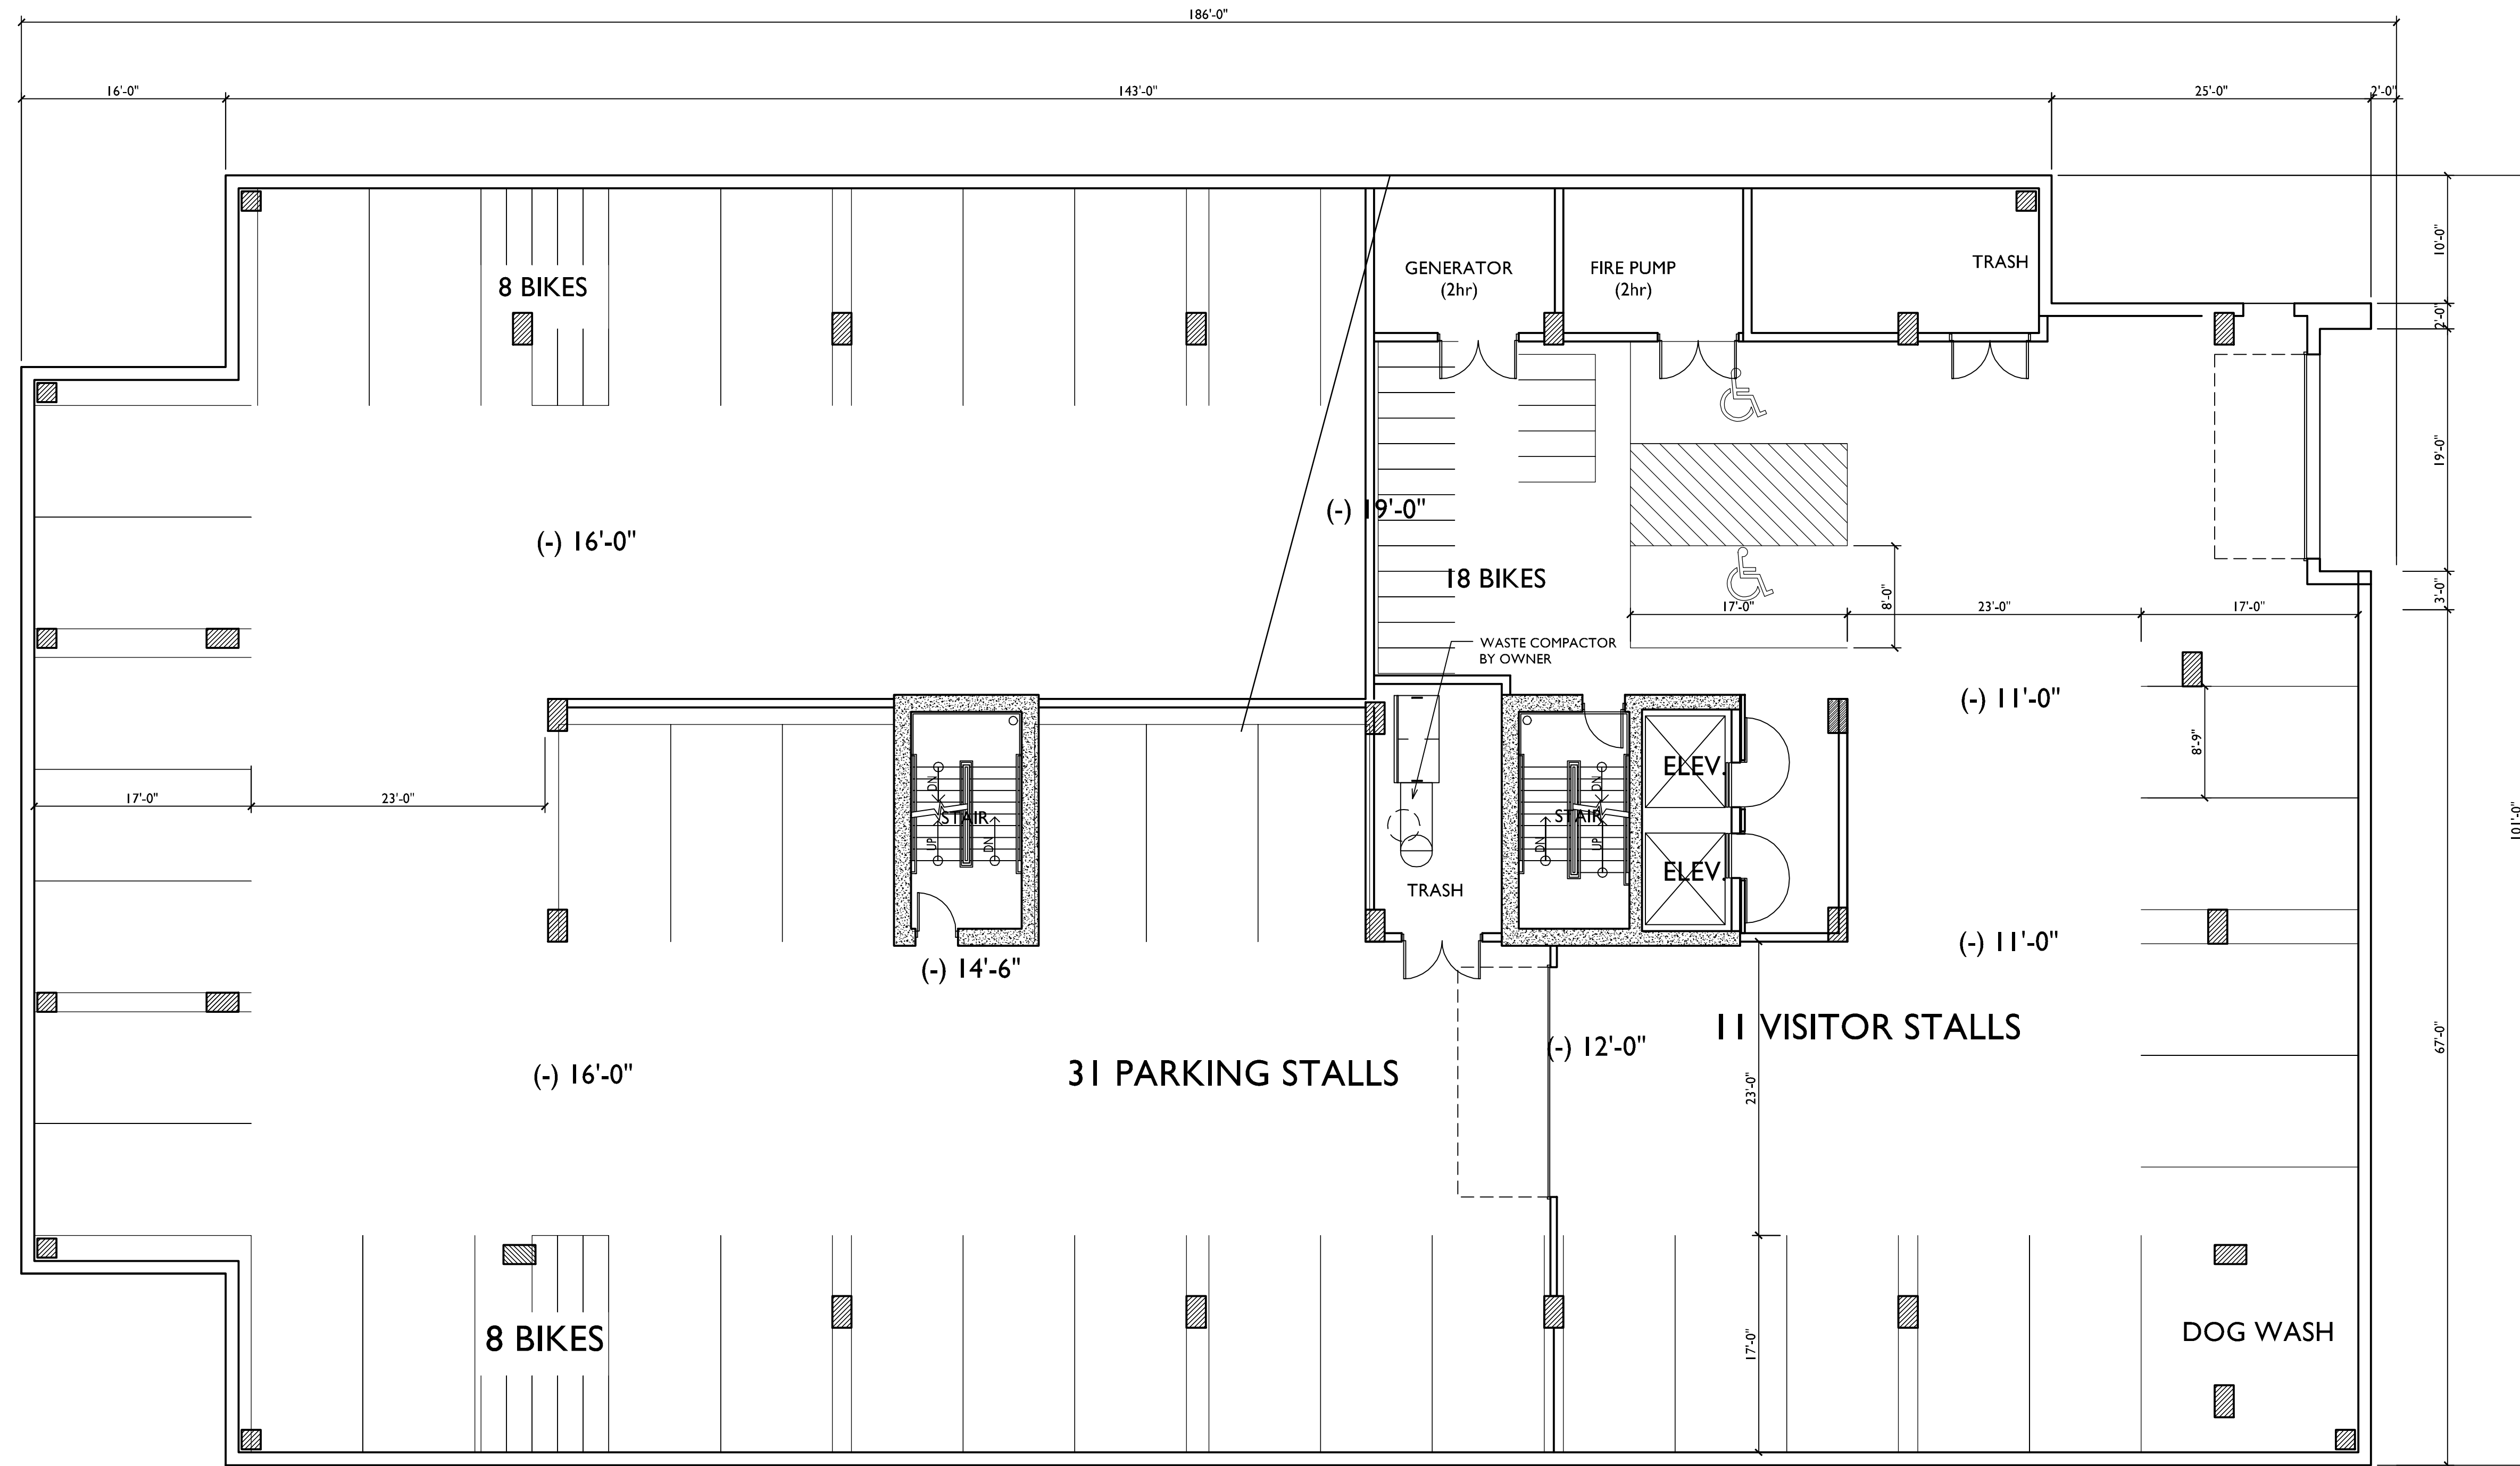 186'-0"
16'-0"
143'-0"
25'-0"
2'-0"
10'-0"
2'-0"
19'-0"
3'-0"
67'-0"
101'-0"
8 BIKES
GENERATOR
(2hr)
FIRE PUMP
(2hr)
TRASH
(-) 16'-0"
(-) 19'-0"
18 BIKES
17'-0"
8'-0"
23'-0"
17'-0"
WASTE COMPACTOR
BY OWNER
(-) 11'-0"
8'-9"
17'-0"
23'-0"
DN
STAIR
UP
DN
TRASH
DN
STAIR
DN
UP
ELEV.
ELEV.
(-) 14'-6"
(-) 11'-0"
11 VISITOR STALLS
(-) 12'-0"
31 PARKING STALLS
(-) 16'-0"
23'-0"
17'-0"
8 BIKES
DOG WASH